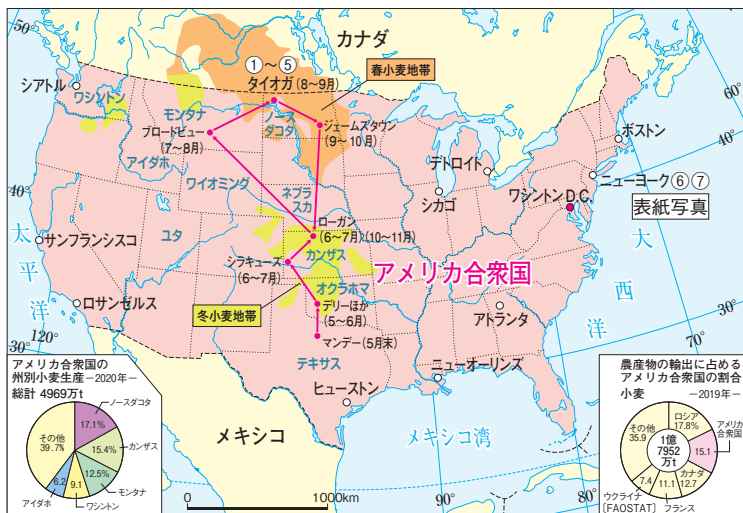 50°
カナダ
50°
①～⑤
タイオガ(8～9月)
春小麦地帯
シアトル
ワシントン
モンタナ
ブロードビュー
(7～8月)
ノース
ダコタ
ジェームズタウン
(9～10月)
ボストン
アイダホ
デトロイト
ニューヨーク⑥⑦
ワイオミング
ネブラ
スカ
シカゴ
ワシントンD.C.
表紙写真
40°
40°
ローガン
(6～7月)(10～11月)
太平洋
サンフランシスコ
ユタ
カンザス
シラキューズ
(6～7月)
アメリカ合衆国
大西洋
オクラホマ
ロサンゼルス
冬小麦地帯
デリーほか
(5～6月)
アトランタ
120°
マンデー(5月末)
70°
30°
30°
テキサス
ニューオーリンズ
ヒューストン
メキシコ
メキシコ湾
0
1000km
90°
80°
アメリカ合衆国の
州別小麦生産－2020年－
総計 4969万t
ノースダコタ
17.1%
その他
39.7%
15.4%
カンザス
12.5%
6.2
9.1
モンタナ
アイダホ
ワシントン
農産物の輸出に占める
アメリカ合衆国の割合
小麦
－2019年－
ロシア
17.8%
その他
35.9
アメリカ
合衆国
1億
7952
万t
15.1
カナダ
12.7
7.4
11.1
ウクライナ
フランス
[FAOSTAT]